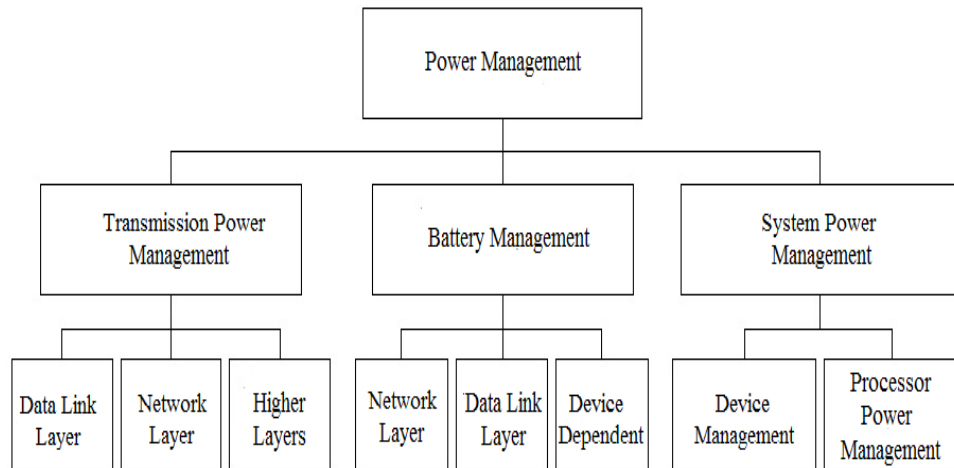 Power Management
Transmission Power
Management
Battery Management
System Power
Management
Data Link
Layer
Network
Layer
Higher
Layers
Network
Layer
Data Link
Layer
Device
Dependent
Device
Management
Processor
Power
Management